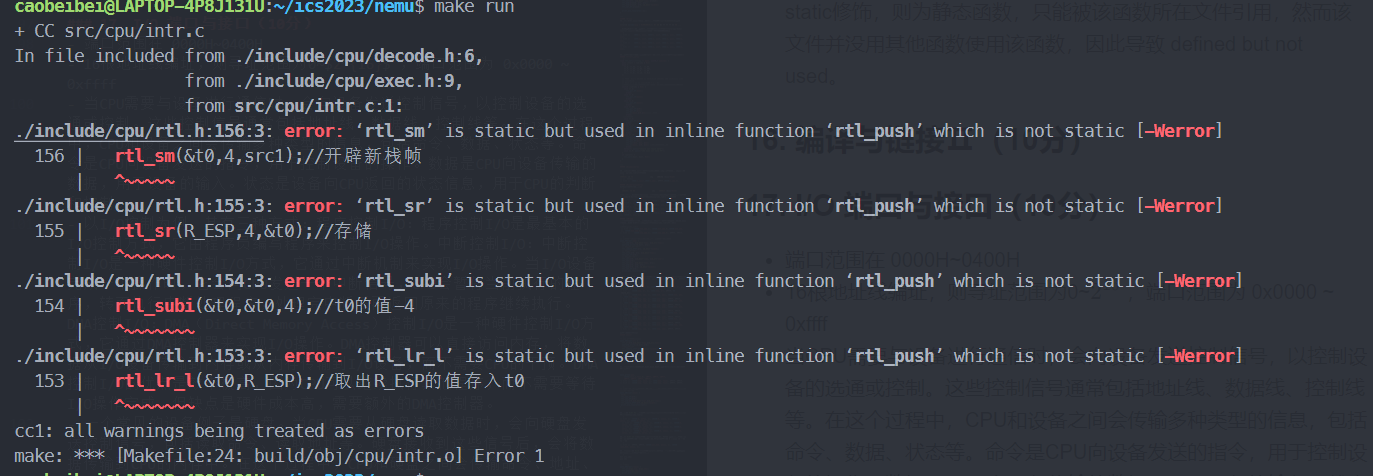 caobeibei@LAPTOP-4P8J131U:~/ics2023/nemu$ make run
+ CC src/cpu/intr.c
In file included from ./include/cpu/decode.h:6,
                 from ./include/cpu/exec.h:9,
                 from src/cpu/intr.c:1:
./include/cpu/rtl.h:156:3: error: ‘rtl_sm’ is static but used in inline function ‘rtl_push’ which is not static [-Werror]
  156 |   rtl_sm(&t0,4,src1);//开辟新栈帧
      |   ^~~~~~
./include/cpu/rtl.h:155:3: error: ‘rtl_sr’ is static but used in inline function ‘rtl_push’ which is not static [-Werror]
  155 |   rtl_sr(R_ESP,4,&t0);//存储
      |   ^~~~~~
./include/cpu/rtl.h:154:3: error: ‘rtl_subi’ is static but used in inline function ‘rtl_push’ which is not static [-Werror]
  154 |   rtl_subi(&t0,&t0,4);//t0的值-4
      |   ^~~~~~~~
./include/cpu/rtl.h:153:3: error: ‘rtl_lr_l’ is static but used in inline function ‘rtl_push’ which is not static [-Werror]
  153 |   rtl_lr_l(&t0,R_ESP);//取出R_ESP的值存入t0
      |   ^~~~~~~~
cc1: all warnings being treated as errors
make: *** [Makefile:24: build/obj/cpu/intr.o] Error 1
static修饰，则为静态函数，只能被该函数所在文件引用，然而该
文件并没用其他函数使用该函数，因此导致 defined but not
used。
16. 编译与链接Ⅱ（10分）
端口与接口（10分）
端口范围在 0000H~0400H
端口范围为 0x0000 ~
0xffff
以控制设
备的选择或控制。这些控制信号通常包括地址线、数据线、控制线
等。在这个过程中，CPU和设备之间会传输多种类型的信息，包括
命令、数据、状态等。命令是CPU向设备发送的指令，用于控制设